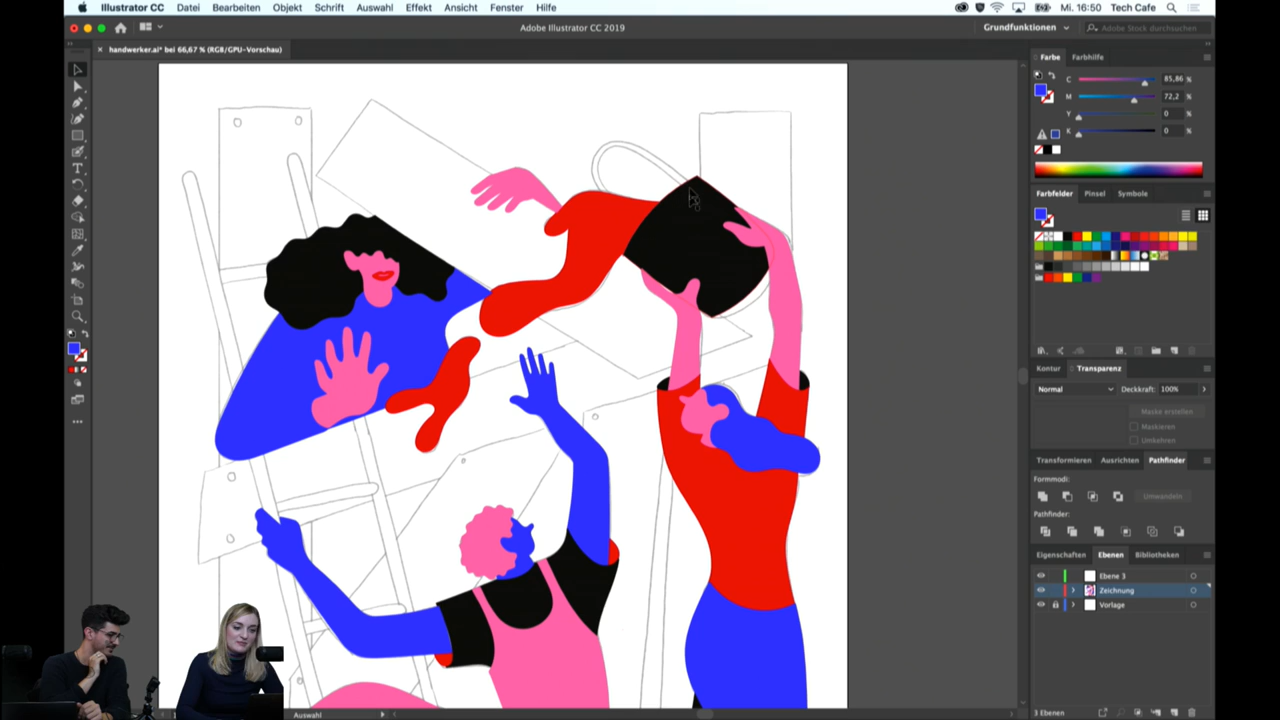 Illustrator CC Datei Bearbeiten Objekt Schrift Auswahl Effekt Ansicht Fenster Hilfe Mi. 16:50 Tech Cafe
Adobe Illustrator CC 2019 Grundfunktionen Adobe Stock durchsuchen
handwerker.ai* bei 66,67 % (RGB/GPU-Vorschau)
Farbe Farbhilfe
C 85,86 %
M 72,2 %
Y 0 %
K 0 %
Farbfelder Pinsel Symbole
Kontur Transparenz
Normal Deckkraft: 100%
Maske erstellen
Maskieren
Umkehren
Transformieren Ausrichten Pathfinder
Formmodi:
Umwandeln
Pathfinder:
Eigenschaften Ebenen Bibliotheken
Ebene 3
Zeichnung
Vorlage
3 Ebenen
Auswahl